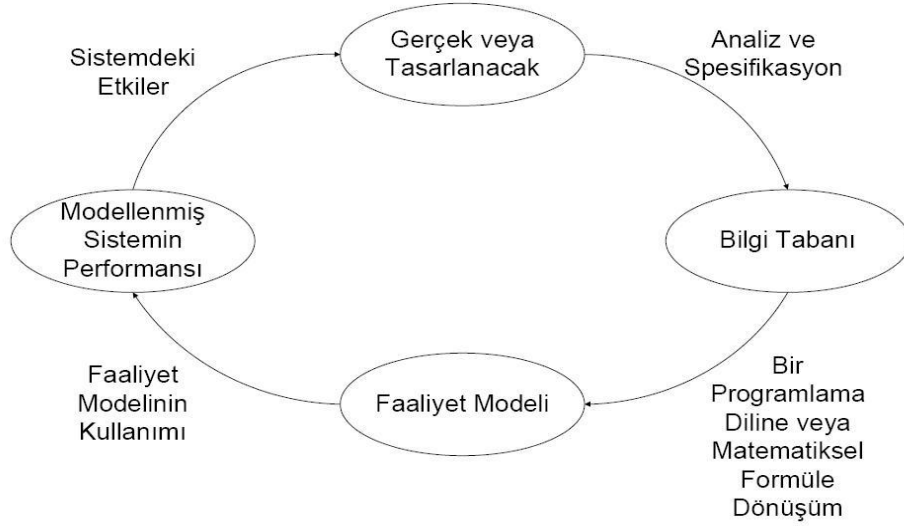 Gerçek veya
Tasarlanacak
Analiz ve
Spesifikasyon
Bilgi Tabanı
Bir
Programlama
Diline veya
Matematiksel
Formüle
Dönüşüm
Faaliyet Modeli
Faaliyet
Modelinin
Kullanımı
Modellenmiş
Sistemin
Performansı
Sistemdeki
Etkiler